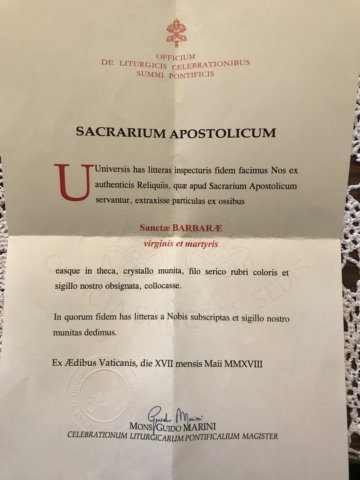 OFFICIUM
DE LITURGICIS CELEBRATIONIBUS
SUMMI PONTIFICIS
SACRARIUM APOSTOLICUM
UUniversis has litteras inspecturis fidem facimus Nos ex
authenticis Reliquiis, quæ apud Sacrarium Apostolicum
servantur, extraxisse particulas ex ossibus
Sanctæ BARBARÆ
virginis et martyris
easque in theca, crystallo munita, filo serico rubri coloris et
sigillo nostro obsignata, collocasse.
In quorum fidem has litteras a Nobis subscriptas et sigillo nostro
munitas dedimus.
Ex Ædibus Vaticanis, die XVII mensis Maii MMXVIII
Guido Marini
MONS. GUIDO MARINI
CELEBRATIONUM LITURGICARUM PONTIFICALIUM MAGISTER